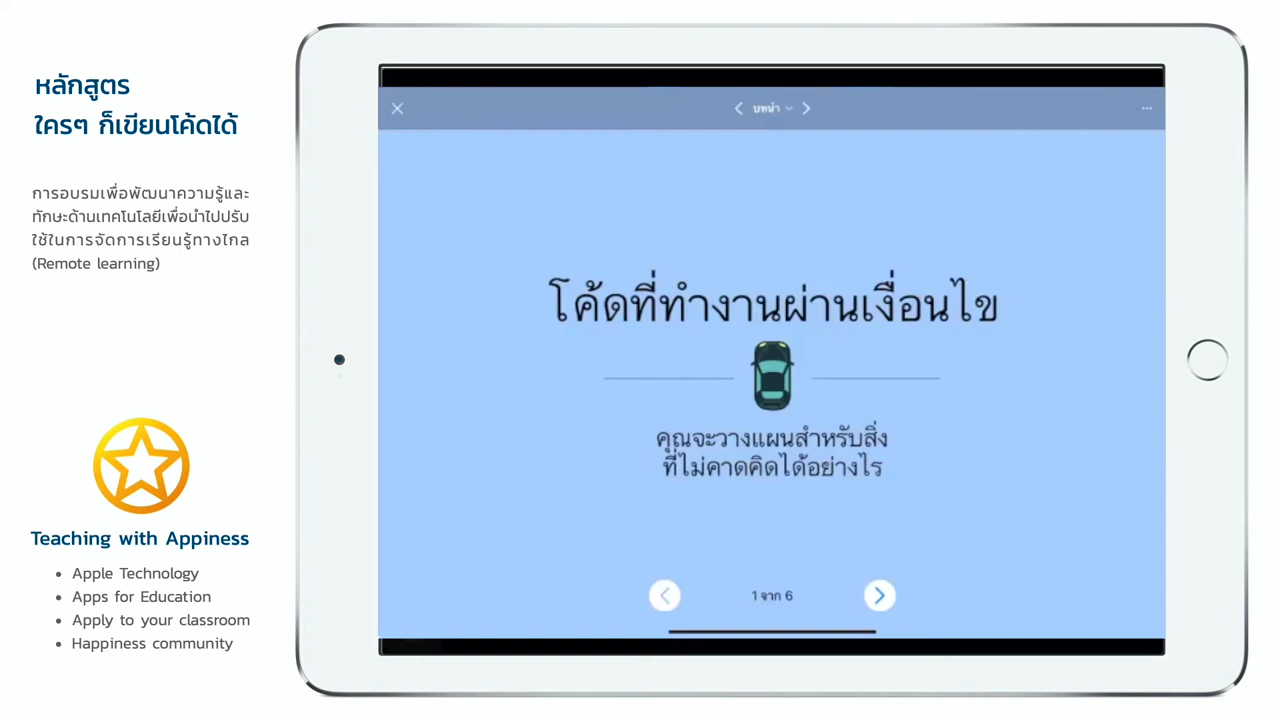 หลักสูตร
ใครๆ ก็เขียนโค้ดได้
การอบรมเพื่อพัฒนาความรู้และ
ทักษะด้านเทคโนโลยีเพื่อนำไปปรับ
ใช้ในการจัดการเรียนรู้ทางไกล
(Remote learning)
Teaching with Appiness
• Apple Technology
• Apps for Education
• Apply to your classroom
• Happiness community
บทนำ
โค้ดที่ทำงานผ่านเงื่อนไข
คุณจะวางแผนสำหรับสิ่ง
ที่ไม่คาดคิดได้อย่างไร
1 จาก 6